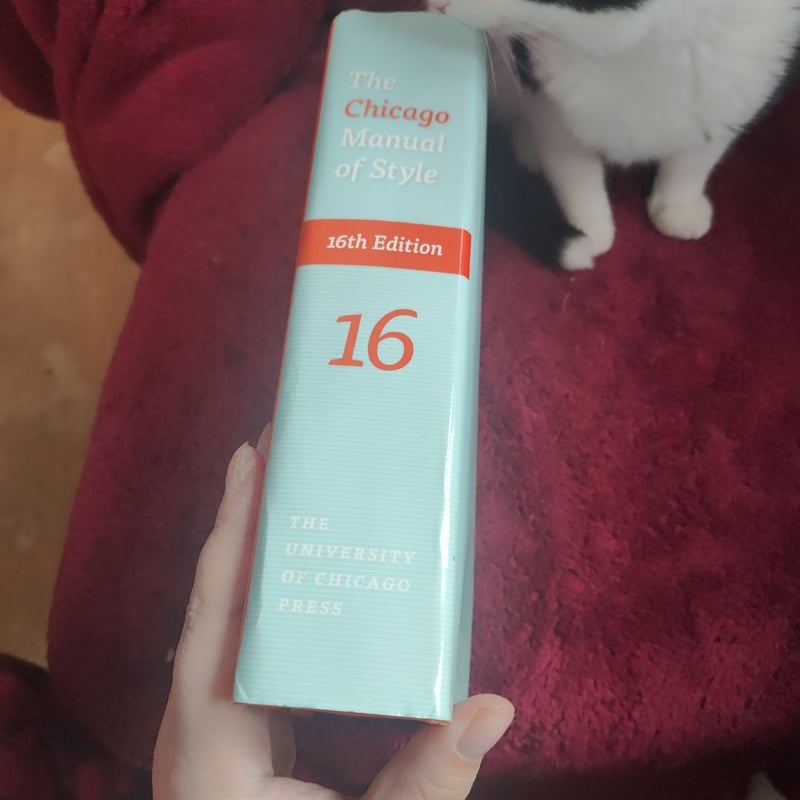 The
Chicago
Manual
of Style
16th Edition
16
THE
UNIVERSITY
OF CHICAGO
PRESS